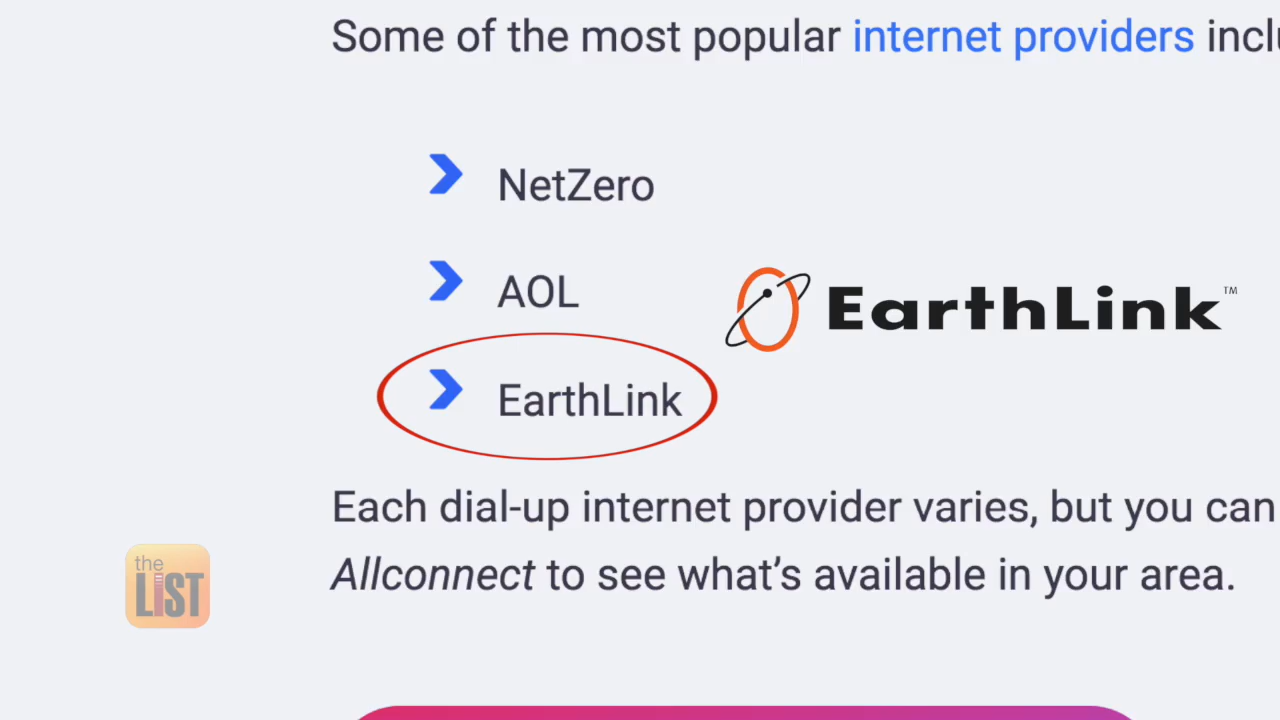 Some of the most popular internet providers
NetZero
AOL
EarthLink™
EarthLink
Each dial-up internet provider varies, but you can
Allconnect to see what's available in your area.
the
LIST